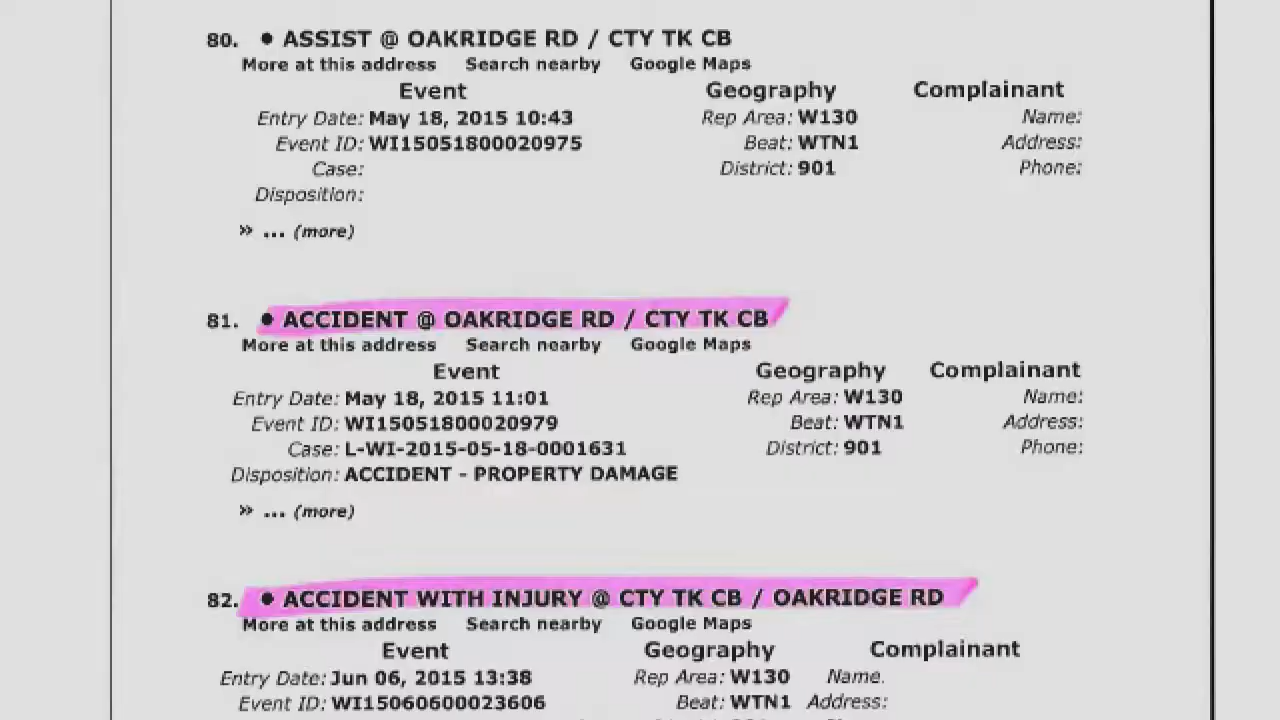 80. • ASSIST @ OAKRIDGE RD / CTY TK CB
More at this address Search nearby Google Maps
Event Geography Complainant
Entry Date: May 18, 2015 10:43 Rep Area: W130 Name:
Event ID: WI15051800020975 Beat: WTN1 Address:
Case: District: 901 Phone:
Disposition:
» ... (more)
81. • ACCIDENT @ OAKRIDGE RD / CTY TK CB
More at this address Search nearby Google Maps
Event Geography Complainant
Entry Date: May 18, 2015 11:01 Rep Area: W130 Name:
Event ID: WI15051800020979 Beat: WTN1 Address:
Case: L-WI-2015-05-18-0001631 District: 901 Phone:
Disposition: ACCIDENT - PROPERTY DAMAGE
» ... (more)
82. • ACCIDENT WITH INJURY @ CTY TK CB / OAKRIDGE RD
More at this address Search nearby Google Maps
Event Geography Complainant
Entry Date: Jun 06, 2015 13:38 Rep Area: W130 Name.
Event ID: WI15060600023606 Beat: WTN1 Address: